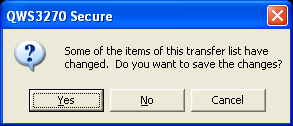 QWS3270 Secure
Some of the items of this transfer list have
changed. Do you want to save the changes?
Yes No Cancel